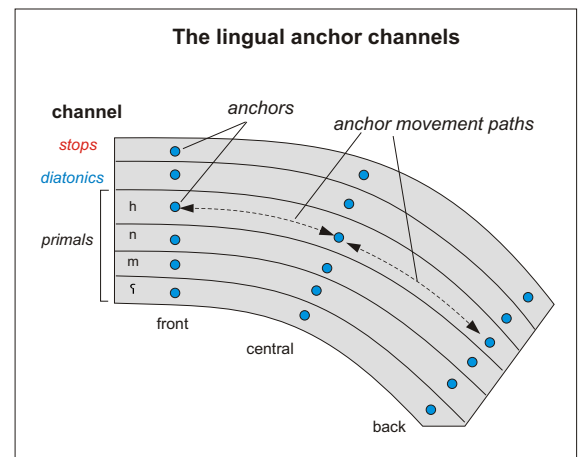 The lingual anchor channels
channel
anchors
anchor movement paths
stops
diatonics
h
primals
n
m
ʕ
front
central
back